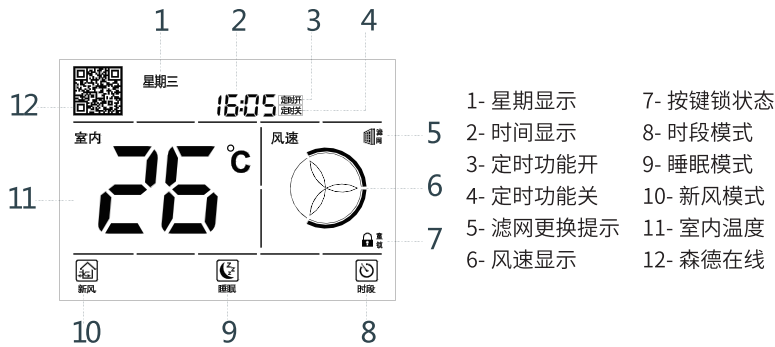 1
2
3
4
星期三
12
16:05
定时开
定时关
室内
风速
滤网
5
26°C
6
11
童锁
7
新风
睡眠
时段
10
9
8
1- 星期显示
2- 时间显示
3- 定时功能开
4- 定时功能关
5- 滤网更换提示
6- 风速显示
7- 按键锁状态
8- 时段模式
9- 睡眠模式
10- 新风模式
11- 室内温度
12- 森德在线